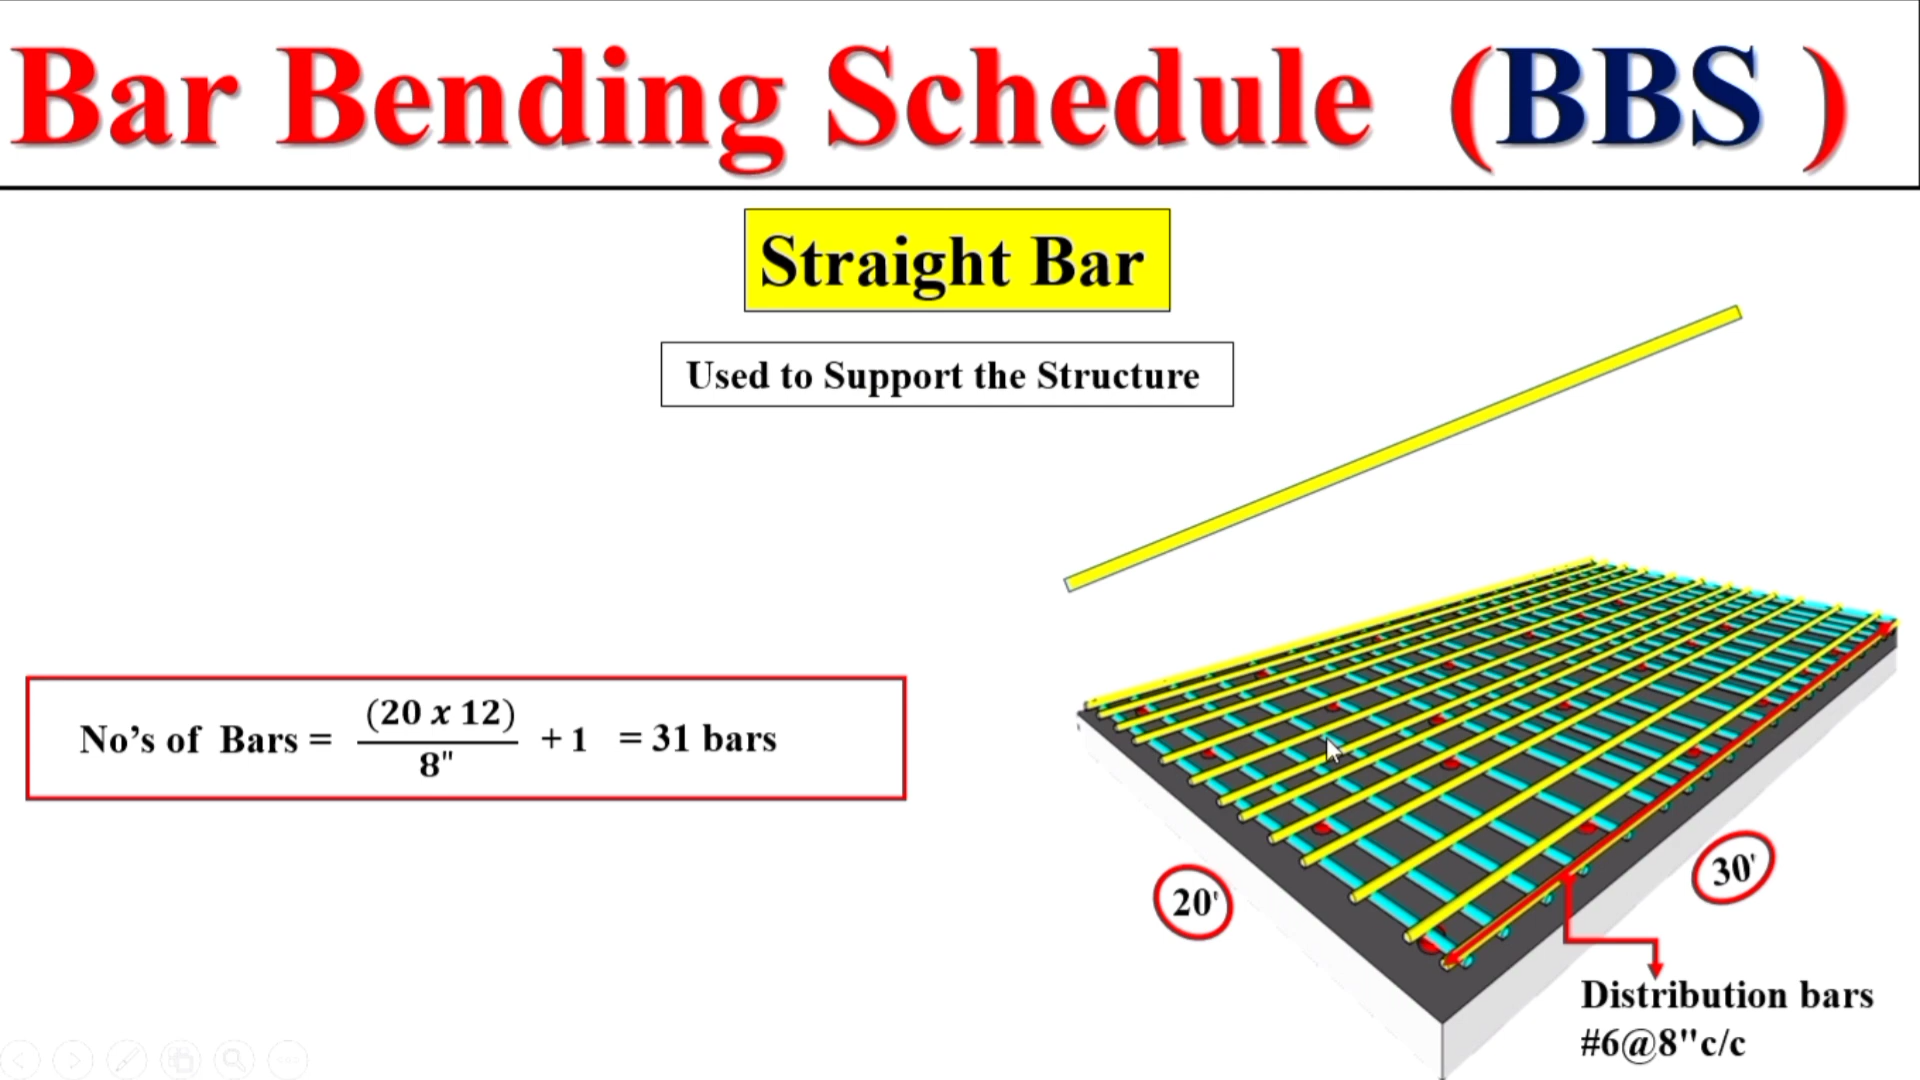 Bar Bending Schedule (BBS )
Straight Bar
Used to Support the Structure
No’s of Bars = (20 x 12) / 8" + 1 = 31 bars
20'
30'
Distribution bars
#6@8"c/c